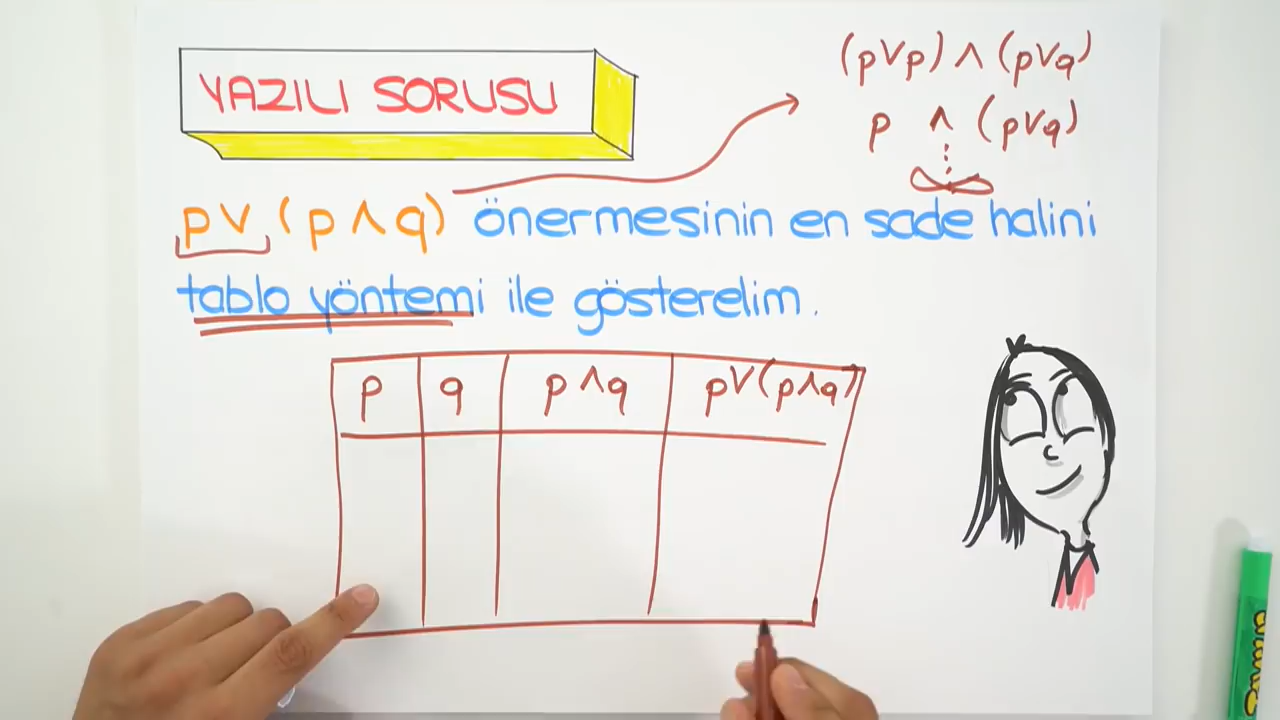 YAZILI SORUSU
(p∨p) ∧ (p∨q)
p ∧ (p∨q)
p∨(p∧q) önermesinin en sade halini
tablo yöntemi ile gösterelim.
p q p∧q p∨(p∧q)